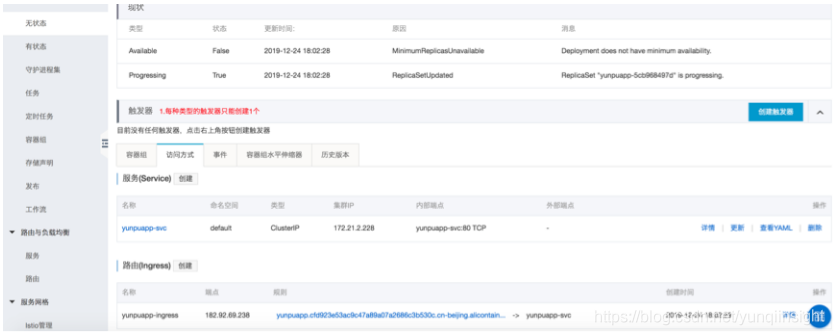 现状
无状态
类型 状态 更新时间: 原因 消息
有状态
Available False 2019-12-24 18:02:28 MinimumReplicasUnavailable Deployment does not have minimum availability.
守护进程集
Progressing True 2019-12-24 18:02:28 ReplicaSetUpdated ReplicaSet "yunpuapp-5cb968497d" is progressing.
任务
触发器 1.每种类型的触发器只能创建1个 创建触发器
定时任务
目前没有任何触发器，点击右上角按钮创建触发器
容器组
容器组 访问方式 事件 容器组水平伸缩器 历史版本
存储声明
服务(Service) 创建
发布
名称 命名空间 类型 集群IP 内部端点 外部端点 操作
工作流
yunpuapp-svc default ClusterIP 172.21.2.228 yunpuapp-svc:80 TCP - 详情 更新 查看YAML 删除
路由与负载均衡
服务
路由(Ingress) 创建
路由
名称 端点 规则 创建时间 操作
服务网格
yunpuapp-ingress 182.92.69.238 yunpuapp.cfd923e53ac9c47a89a07a2686c3b530c.cn-beijing.alicontain... -> yunpuapp-svc 详情
Istio管理